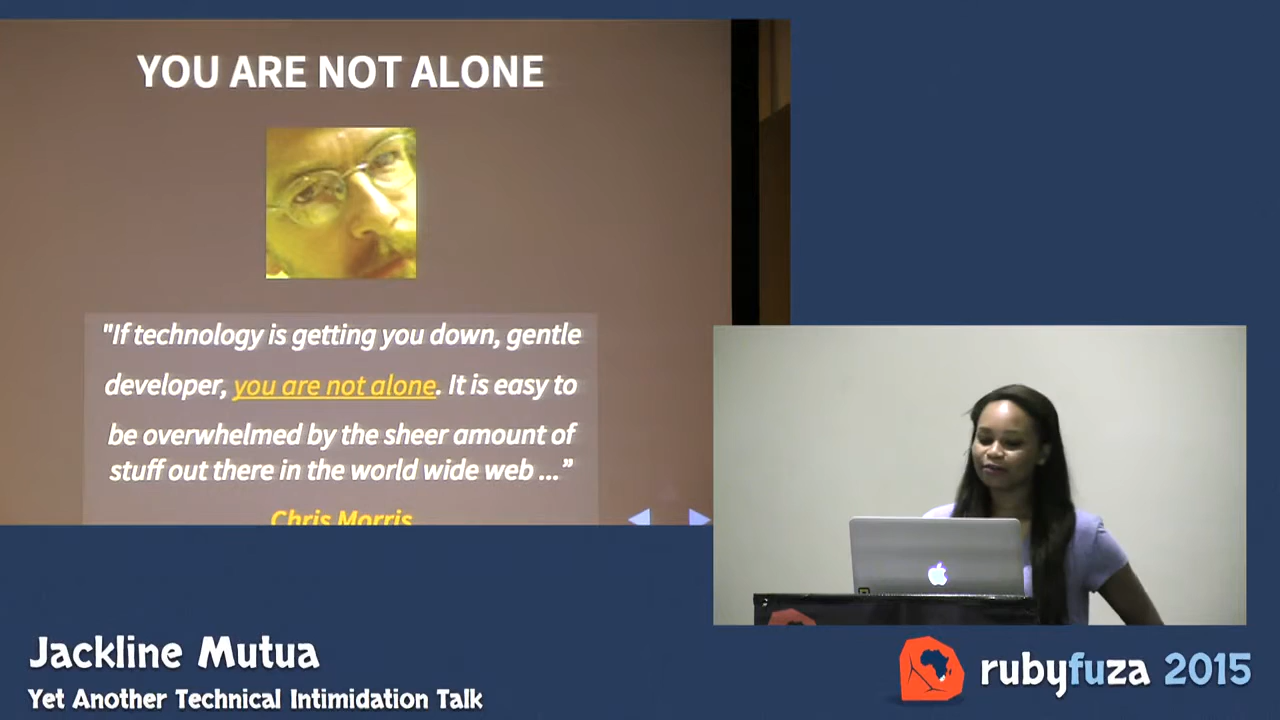 YOU ARE NOT ALONE
"If technology is getting you down, gentle
developer, you are not alone. It is easy to
be overwhelmed by the sheer amount of
stuff out there in the world wide web ..."
Chris Morris
Jackline Mutua
Yet Another Technical Intimidation Talk
rubyfuza 2015